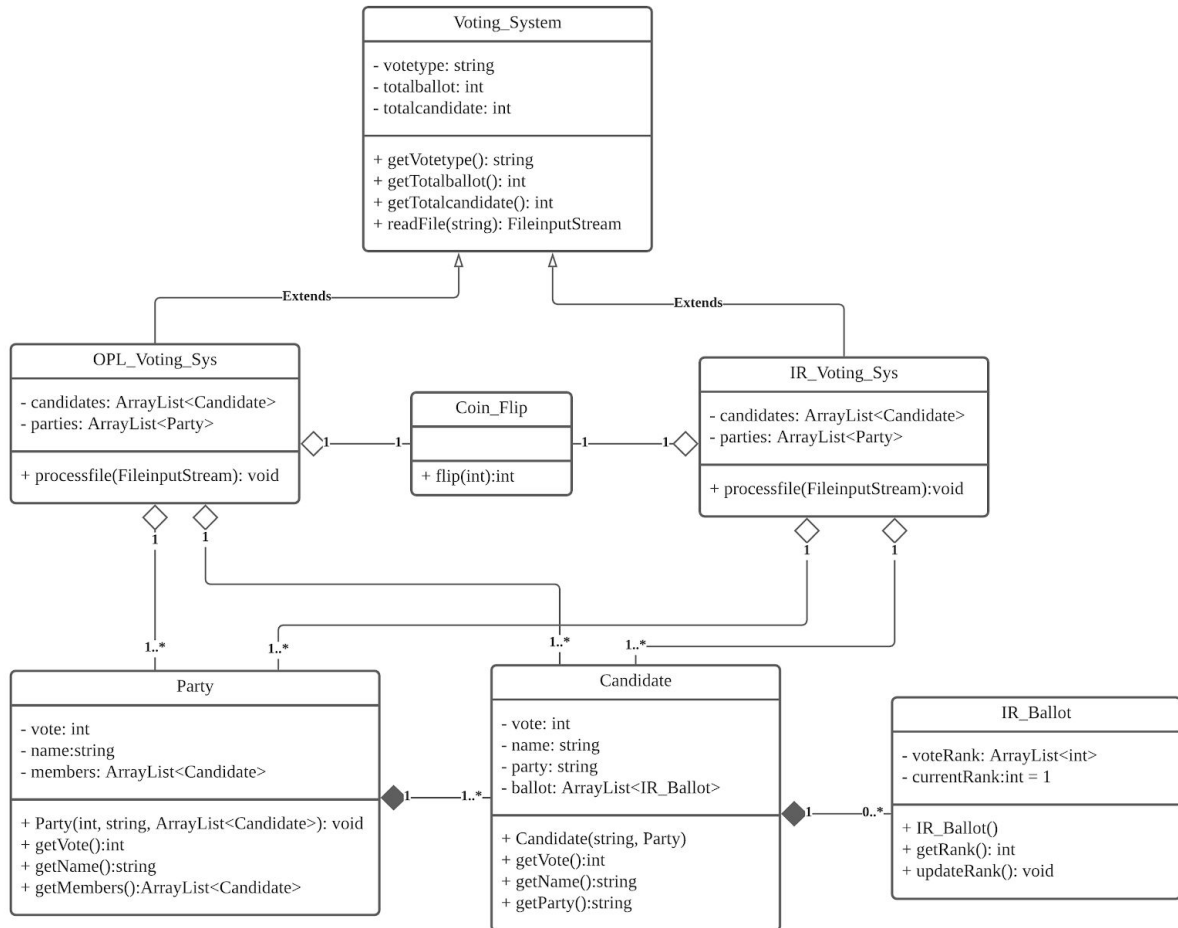 Voting_System
- votetype: string
- totalballot: int
- totalcandidate: int
+ getVotetype(): string
+ getTotalballot(): int
+ getTotalcandidate(): int
+ readFile(string): FileinputStream
Extends
Extends
OPL_Voting_Sys
- candidates: ArrayList<Candidate>
- parties: ArrayList<Party>
+ processfile(FileinputStream): void
1
1
Coin_Flip
+ flip(int):int
1
1
IR_Voting_Sys
- candidates: ArrayList<Candidate>
- parties: ArrayList<Party>
+ processfile(FileinputStream):void
1
1
1
1
1..*
1..*
1..*
1..*
Party
- vote: int
- name:string
- members: ArrayList<Candidate>
+ Party(int, string, ArrayList<Candidate>): void
+ getVote():int
+ getName():string
+ getMembers():ArrayList<Candidate>
1
1..*
Candidate
- vote: int
- name: string
- party: string
- ballot: ArrayList<IR_Ballot>
+ Candidate(string, Party)
+ getVote():int
+ getName():string
+ getParty():string
1
0..*
IR_Ballot
- voteRank: ArrayList<int>
- currentRank:int = 1
+ IR_Ballot()
+ getRank(): int
+ updateRank(): void